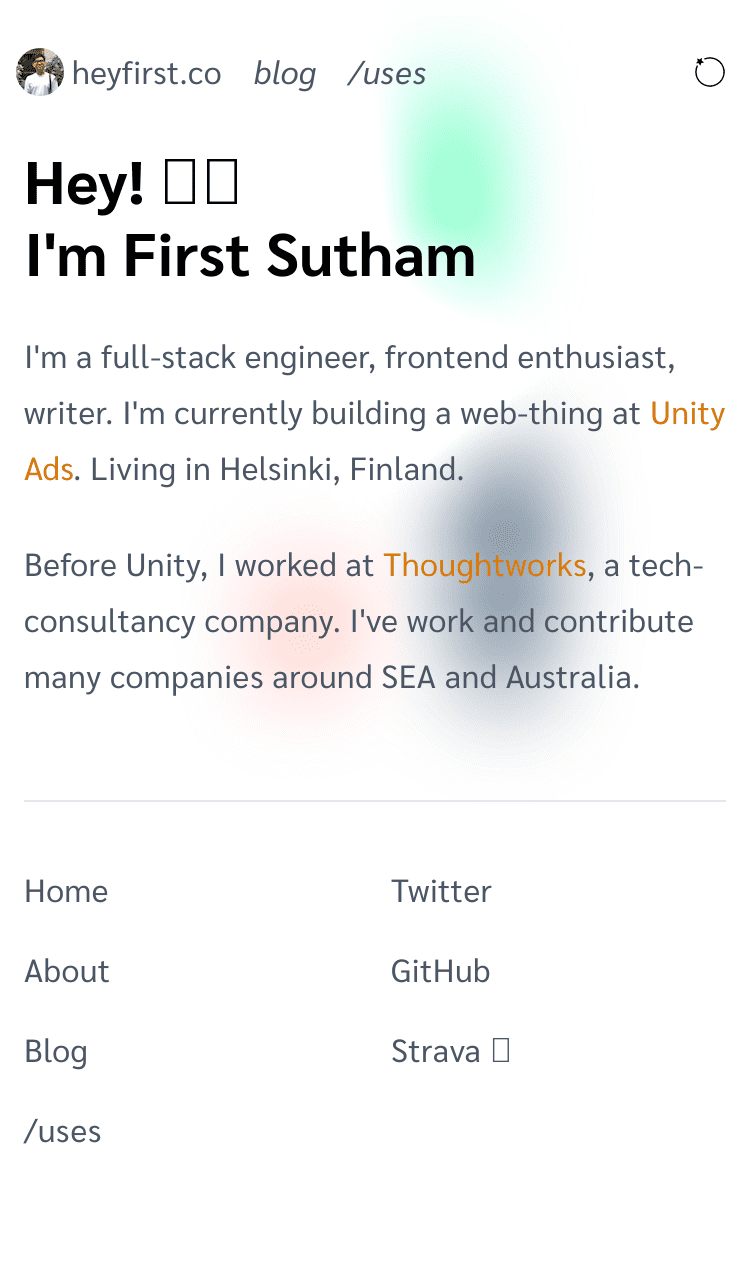 heyfirst.co blog /uses
Hey!
I'm First Sutham
I'm a full-stack engineer, frontend enthusiast,
writer. I'm currently building a web-thing at Unity
Ads. Living in Helsinki, Finland.
Before Unity, I worked at Thoughtworks, a tech-
consultancy company. I've work and contribute
many companies around SEA and Australia.
Home
Twitter
About
GitHub
Blog
Strava
/uses